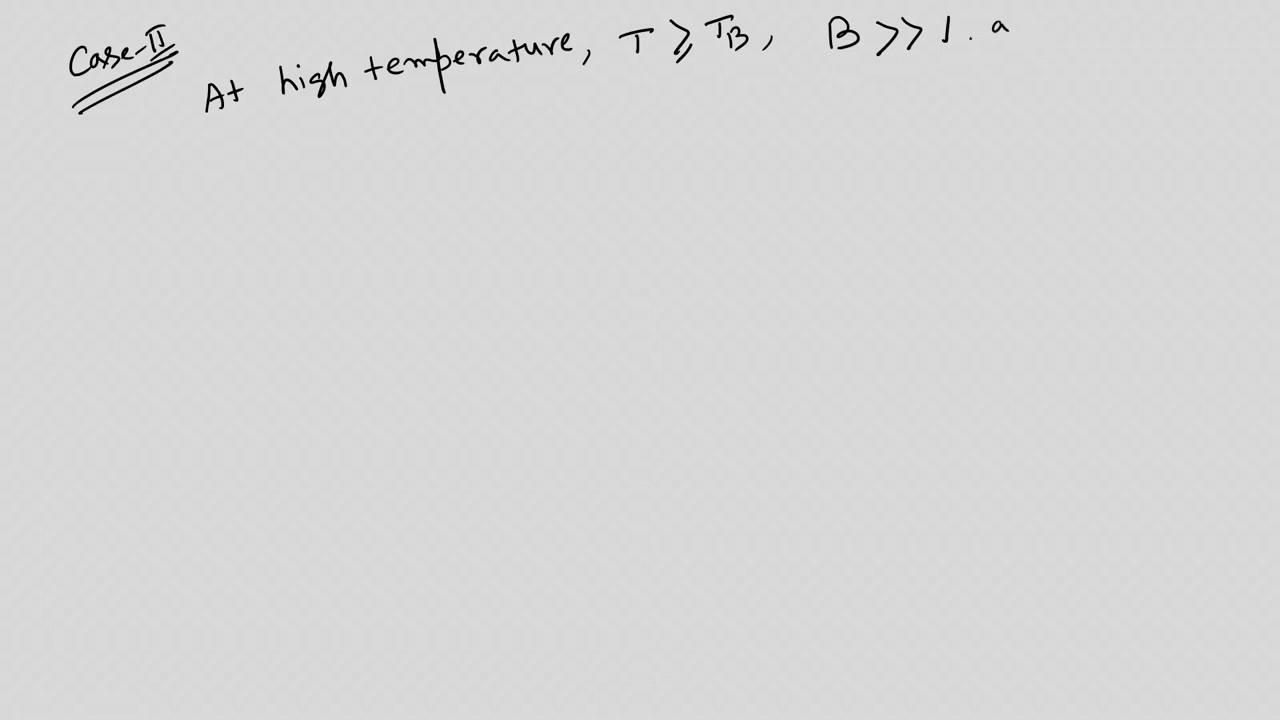 Case-II
At high temperature, T ⩾ T_B, B >> 1. a